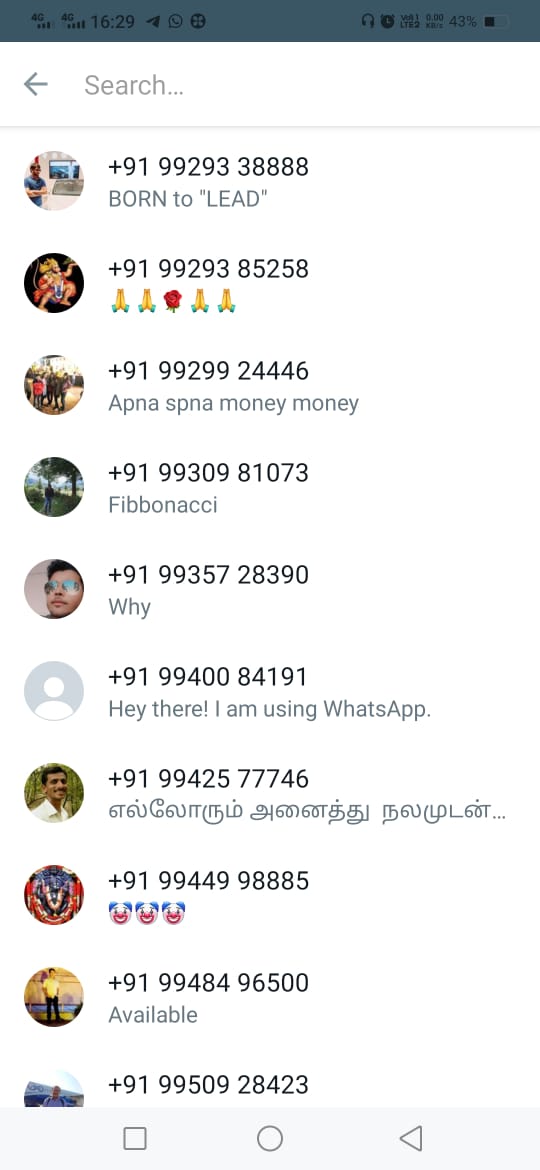 4G 4G 16:29 VoLl LTE2 0.00 KB/s 43%
Search...
+91 99293 38888
BORN to "LEAD"
+91 99293 85258
🙏🙏🌹🙏🙏
+91 99299 24446
Apna spna money money
+91 99309 81073
Fibbonacci
+91 99357 28390
Why
+91 99400 84191
Hey there! I am using WhatsApp.
+91 99425 77746
எல்லோரும் அனைத்து நலமுடன்...
+91 99449 98885
🤡🤡🤡
+91 99484 96500
Available
+91 99509 28423